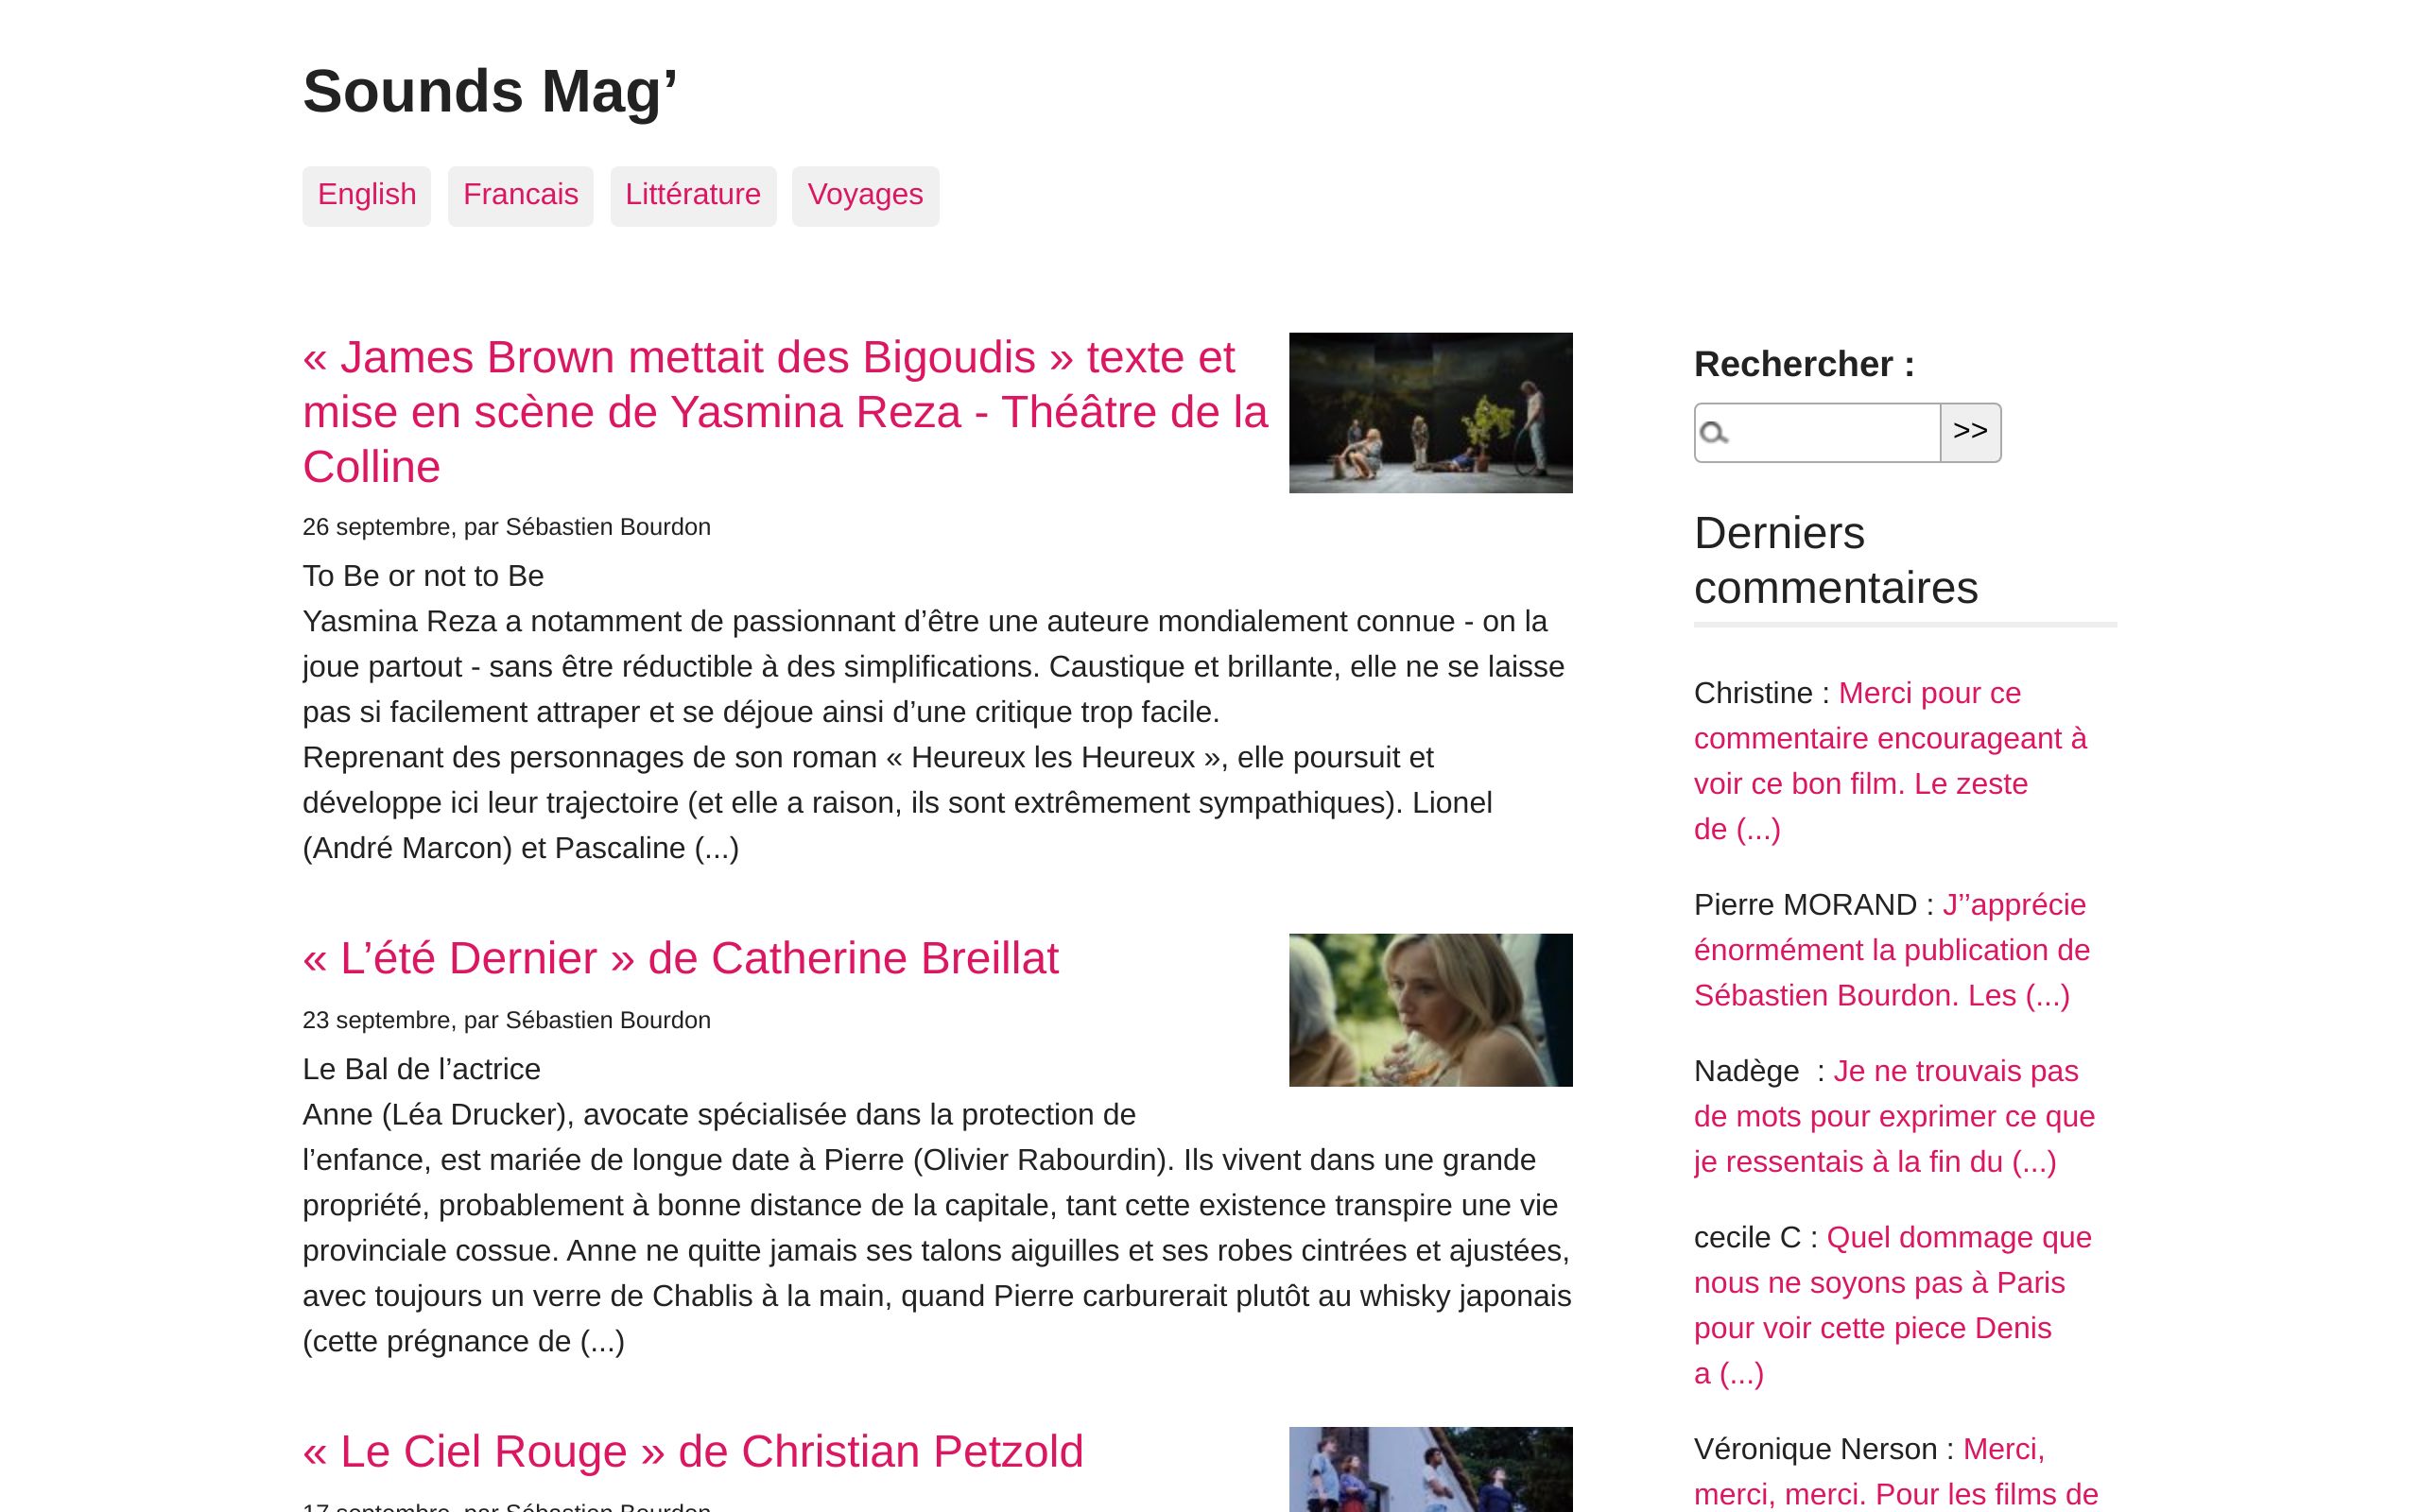 Sounds Mag’
English Francais Littérature Voyages
« James Brown mettait des Bigoudis » texte et
mise en scène de Yasmina Reza - Théâtre de la
Colline
26 septembre, par Sébastien Bourdon
To Be or not to Be
Yasmina Reza a notamment de passionnant d’être une auteure mondialement connue - on la
joue partout - sans être réductible à des simplifications. Caustique et brillante, elle ne se laisse
pas si facilement attraper et se déjoue ainsi d’une critique trop facile.
Reprenant des personnages de son roman « Heureux les Heureux », elle poursuit et
développe ici leur trajectoire (et elle a raison, ils sont extrêmement sympathiques). Lionel
(André Marcon) et Pascaline (...)
« L’été Dernier » de Catherine Breillat
23 septembre, par Sébastien Bourdon
Le Bal de l’actrice
Anne (Léa Drucker), avocate spécialisée dans la protection de
l’enfance, est mariée de longue date à Pierre (Olivier Rabourdin). Ils vivent dans une grande
propriété, probablement à bonne distance de la capitale, tant cette existence transpire une vie
provinciale cossue. Anne ne quitte jamais ses talons aiguilles et ses robes cintrées et ajustées,
avec toujours un verre de Chablis à la main, quand Pierre carburerait plutôt au whisky japonais
(cette prégnance de (...)
« Le Ciel Rouge » de Christian Petzold
17 septembre, par Sébastien Bourdon
Rechercher :
>>
Derniers
commentaires
Christine : Merci pour ce
commentaire encourageant à
voir ce bon film. Le zeste
de (...)
Pierre MORAND : J’’apprécie
énormément la publication de
Sébastien Bourdon. Les (...)
Nadège  : Je ne trouvais pas
de mots pour exprimer ce que
je ressentais à la fin du (...)
cecile C : Quel dommage que
nous ne soyons pas à Paris
pour voir cette piece Denis
a (...)
Véronique Nerson : Merci,
merci, merci. Pour les films de